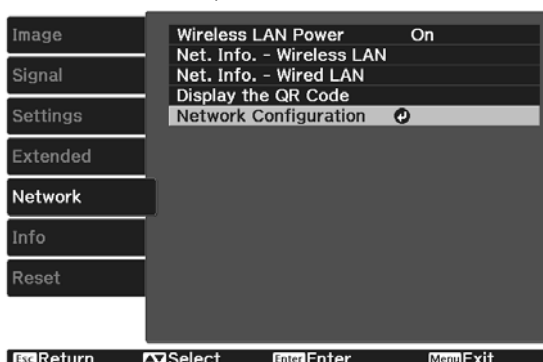 Image
Signal
Settings
Extended
Network
Info
Reset
Wireless LAN Power On
Net. Info. - Wireless LAN
Net. Info. - Wired LAN
Display the QR Code
Network Configuration
Esc Return Select Enter Enter Menu Exit